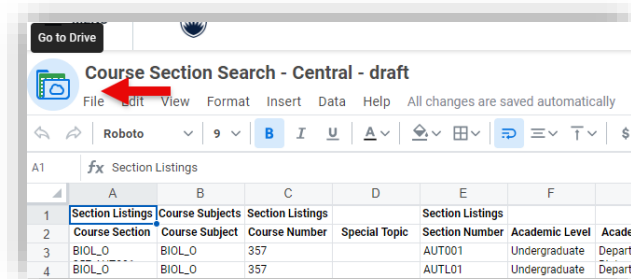 Go to Drive
Course Section Search - Central - draft
File Edit View Format Insert Data Help All changes are saved automatically
Roboto 9 B I U A $
A1 fx Section Listings
A B C D E F
1 Section Listings Course Subjects Section Listings Section Listings
2 Course Section Course Subject Course Number Special Topic Section Number Academic Level Acade
3 BIOL_O BIOL_O 357 AUT001 Undergraduate Depart
4 BIOL_O BIOL_O 357 AUTL01 Undergraduate Depar